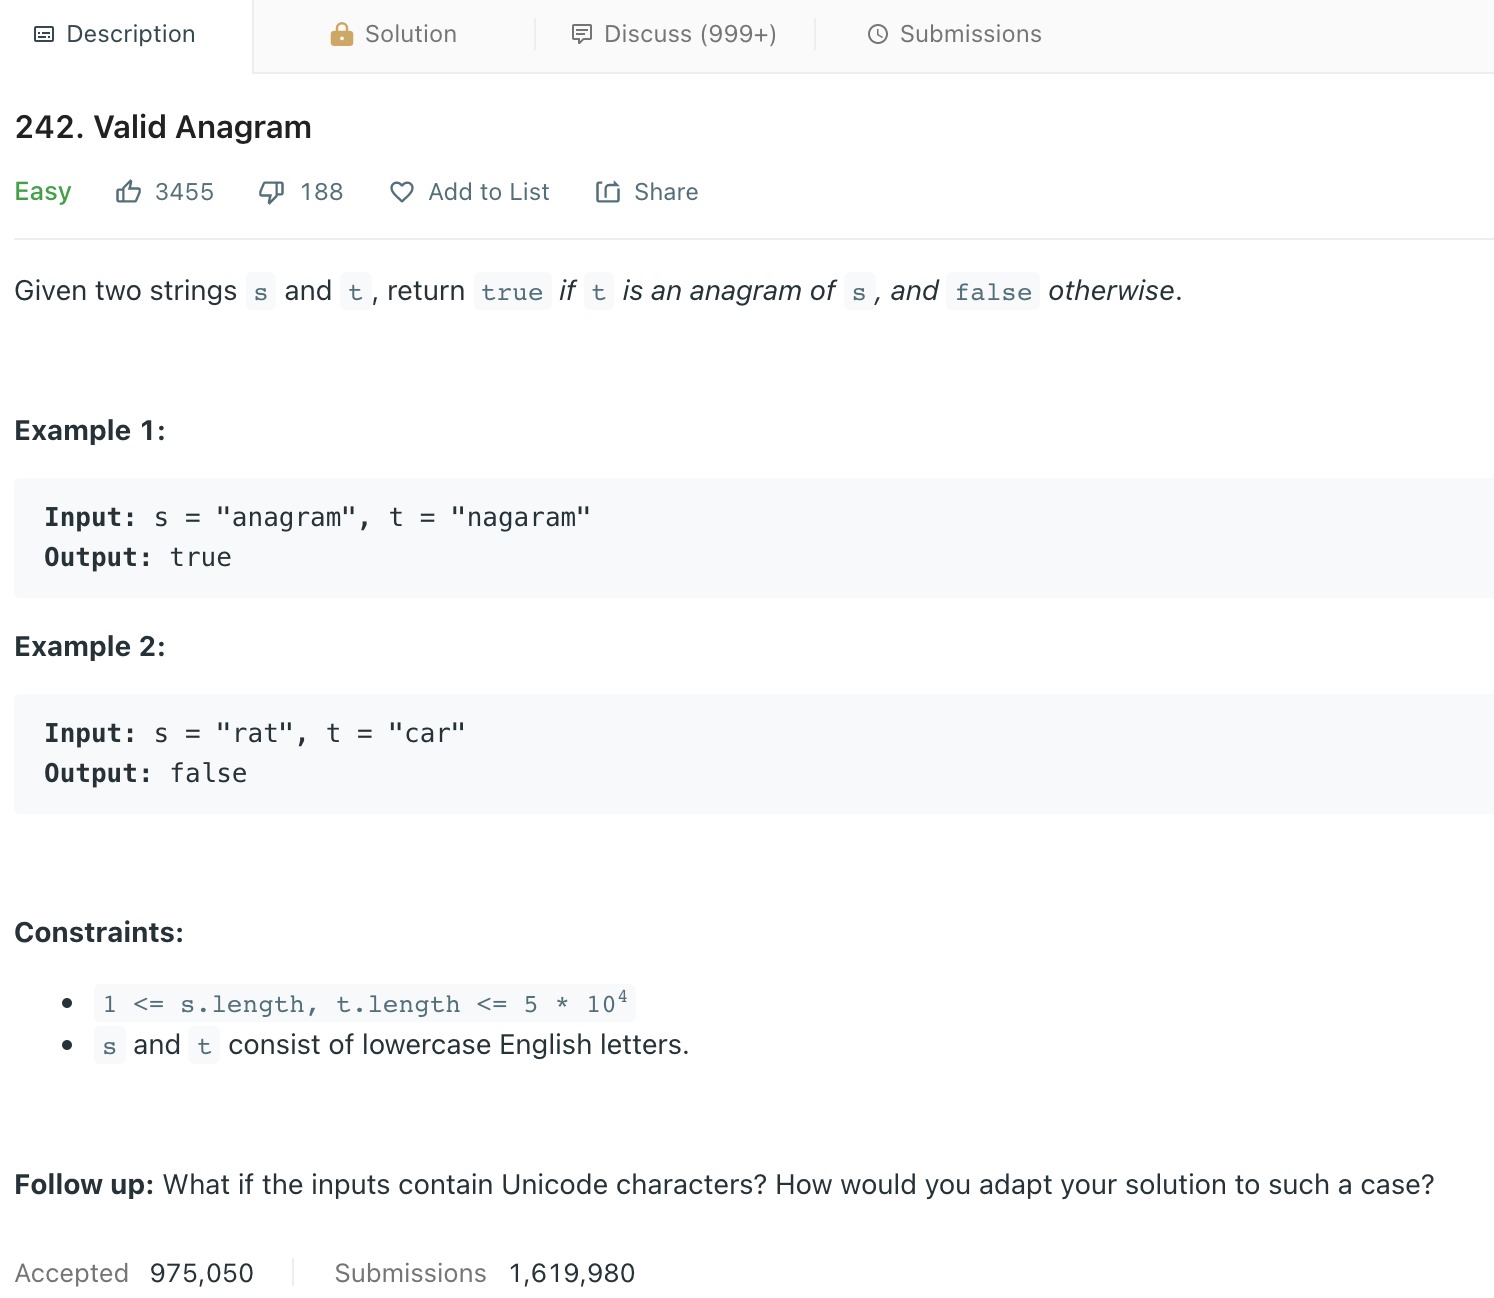 Description Solution Discuss (999+) Submissions
242. Valid Anagram
Easy 3455 188 Add to List Share
Given two strings s and t, return true if t is an anagram of s, and false otherwise.
Example 1:
Input: s = "anagram", t = "nagaram"
Output: true
Example 2:
Input: s = "rat", t = "car"
Output: false
Constraints:
• 1 <= s.length, t.length <= 5 * 10⁴
• s and t consist of lowercase English letters.
Follow up: What if the inputs contain Unicode characters? How would you adapt your solution to such a case?
Accepted 975,050 Submissions 1,619,980